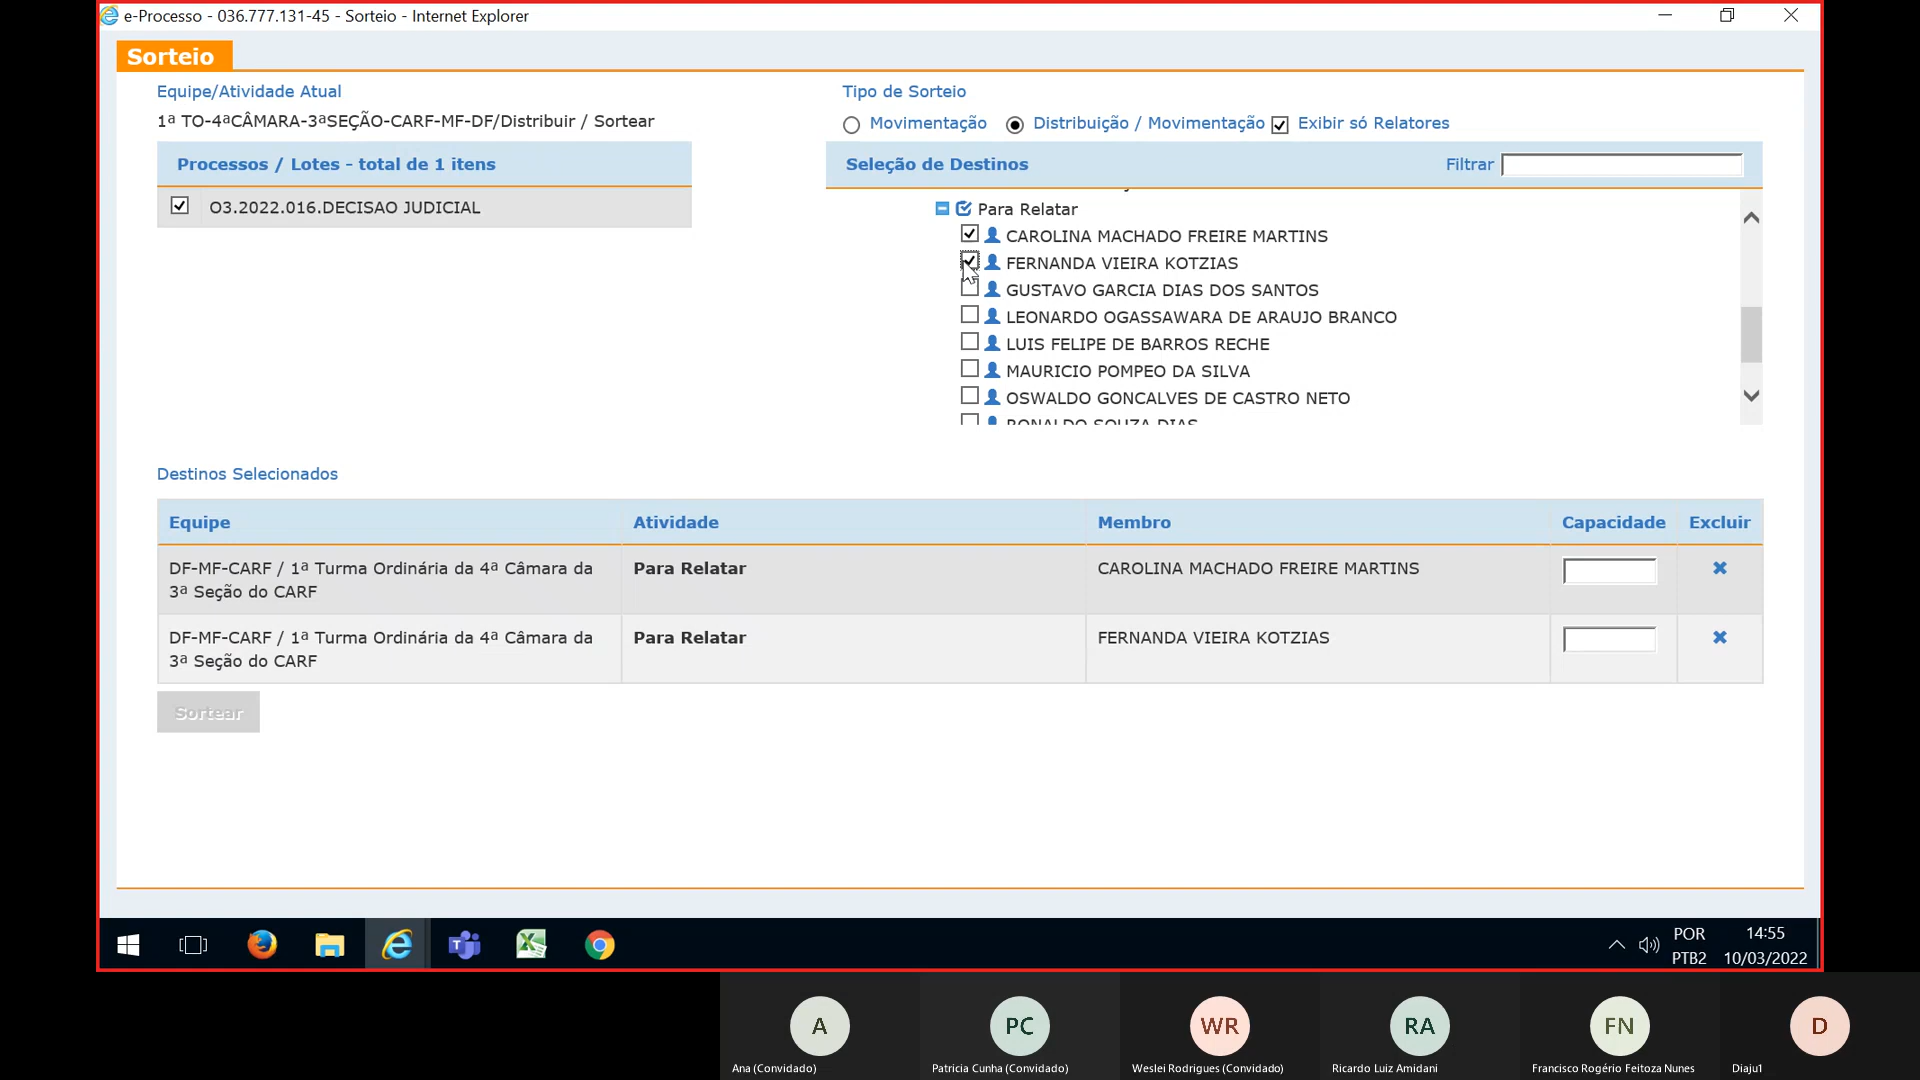 e-Processo - 036.777.131-45 - Sorteio - Internet Explorer
Sorteio
Equipe/Atividade Atual
1ª TO-4ªCÂMARA-3ªSEÇÃO-CARF-MF-DF/Distribuir / Sortear
Processos / Lotes - total de 1 itens
O3.2022.016.DECISAO JUDICIAL
Tipo de Sorteio
Movimentação Distribuição / Movimentação Exibir só Relatores
Seleção de Destinos Filtrar
Para Relatar
CAROLINA MACHADO FREIRE MARTINS
FERNANDA VIEIRA KOTZIAS
GUSTAVO GARCIA DIAS DOS SANTOS
LEONARDO OGASSAWARA DE ARAUJO BRANCO
LUIS FELIPE DE BARROS RECHE
MAURICIO POMPEO DA SILVA
OSWALDO GONCALVES DE CASTRO NETO
RONALDO SOUZA DIAS
Destinos Selecionados
Equipe Atividade Membro Capacidade Excluir
DF-MF-CARF / 1ª Turma Ordinária da 4ª Câmara da
3ª Seção do CARF
Para Relatar
CAROLINA MACHADO FREIRE MARTINS
DF-MF-CARF / 1ª Turma Ordinária da 4ª Câmara da
3ª Seção do CARF
Para Relatar
FERNANDA VIEIRA KOTZIAS
Sortear
POR
PTB2
14:55
10/03/2022
A
PC
WR
RA
FN
D
Ana (Convidado)
Patricia Cunha (Convidado)
Weslei Rodrigues (Convidado)
Ricardo Luiz Amidani
Francisco Rogério Feitoza Nunes
Diaju1